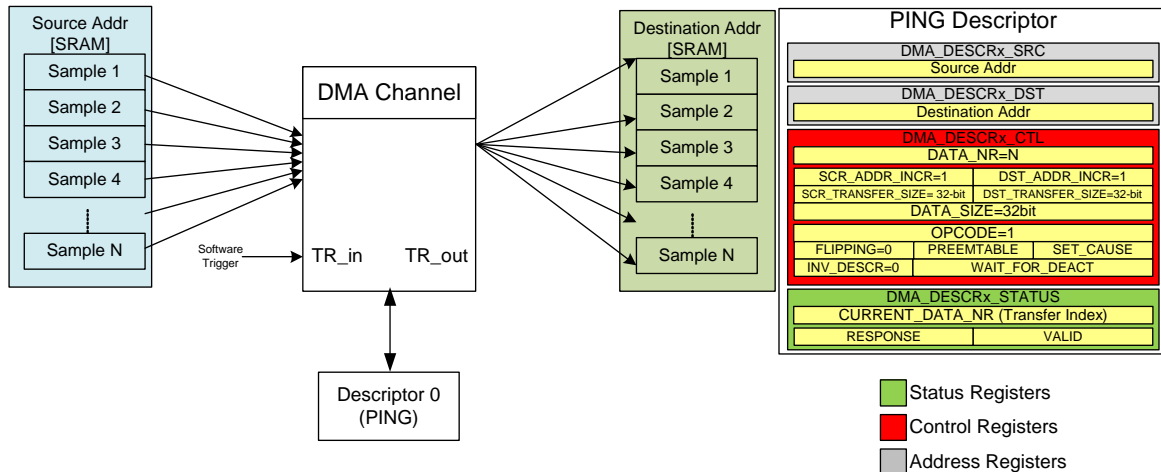 Source Addr
[SRAM]
Sample 1
Sample 2
Sample 3
Sample 4
Sample N
DMA Channel
Software
Trigger
TR_in
TR_out
Descriptor 0
(PING)
Destination Addr
[SRAM]
Sample 1
Sample 2
Sample 3
Sample 4
Sample N
PING Descriptor
DMA_DESCRx_SRC
Source Addr
DMA_DESCRx_DST
Destination Addr
DMA_DESCRx_CTL
DATA_NR=N
SCR_ADDR_INCR=1
DST_ADDR_INCR=1
SCR_TRANSFER_SIZE= 32-bit
DST_TRANSFER_SIZE=32-bit
DATA_SIZE=32bit
OPCODE=1
FLIPPING=0
PREEMTABLE
SET_CAUSE
INV_DESCR=0
WAIT_FOR_DEACT
DMA_DESCRx_STATUS
CURRENT_DATA_NR (Transfer Index)
RESPONSE
VALID
Status Registers
Control Registers
Address Registers